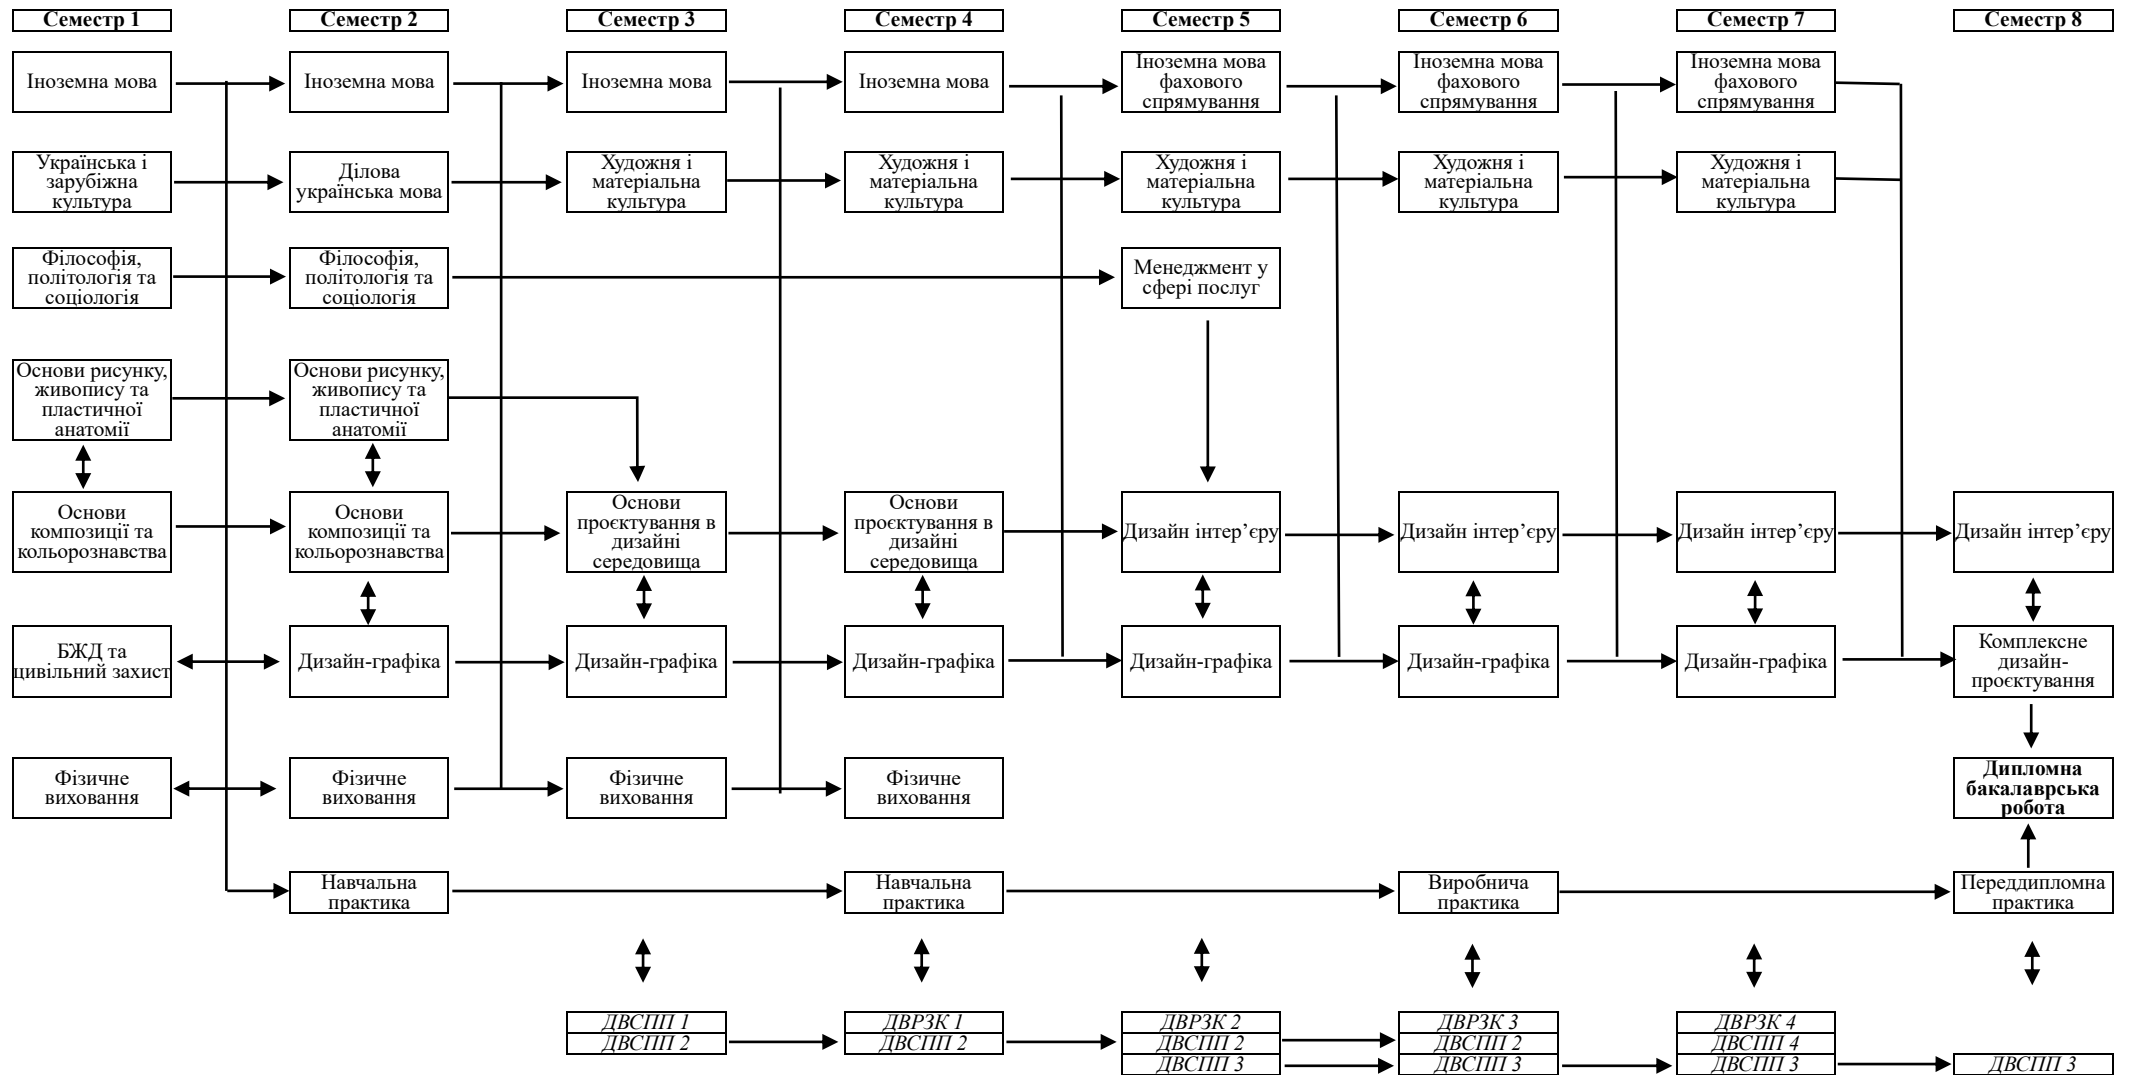 Семестр 1
Семестр 2
Семестр 3
Семестр 4
Семестр 5
Семестр 6
Семестр 7
Семестр 8
Іноземна мова
Іноземна мова
Іноземна мова
Іноземна мова
Іноземна мова
фахового
спрямування
Іноземна мова
фахового
спрямування
Іноземна мова
фахового
спрямування
Українська і
зарубіжна
культура
Ділова
українська мова
Художня і
матеріальна
культура
Художня і
матеріальна
культура
Художня і
матеріальна
культура
Художня і
матеріальна
культура
Художня і
матеріальна
культура
Філософія,
політологія та
соціологія
Філософія,
політологія та
соціологія
Менеджмент у
сфері послуг
Основи рисунку,
живопису та
пластичної
анатомії
Основи рисунку,
живопису та
пластичної
анатомії
Основи
композиції та
кольорознавства
Основи
композиції та
кольорознавства
Основи
проєктування в
дизайні
середовища
Основи
проєктування в
дизайні
середовища
Дизайн інтер’єру
Дизайн інтер’єру
Дизайн інтер’єру
Дизайн інтер’єру
БЖД та
цивільний захист
Дизайн-графіка
Дизайн-графіка
Дизайн-графіка
Дизайн-графіка
Дизайн-графіка
Дизайн-графіка
Комплексне
дизайн-
проєктування
Фізичне
виховання
Фізичне
виховання
Фізичне
виховання
Фізичне
виховання
Дипломна
бакалаврська
робота
Навчальна
практика
Навчальна
практика
Виробнича
практика
Переддипломна
практика
ДВСПП 1
ДВСПП 2
ДВРЗК 1
ДВСПП 2
ДВРЗК 2
ДВСПП 2
ДВСПП 3
ДВРЗК 3
ДВСПП 2
ДВСПП 3
ДВРЗК 4
ДВСПП 4
ДВСПП 3
ДВСПП 3